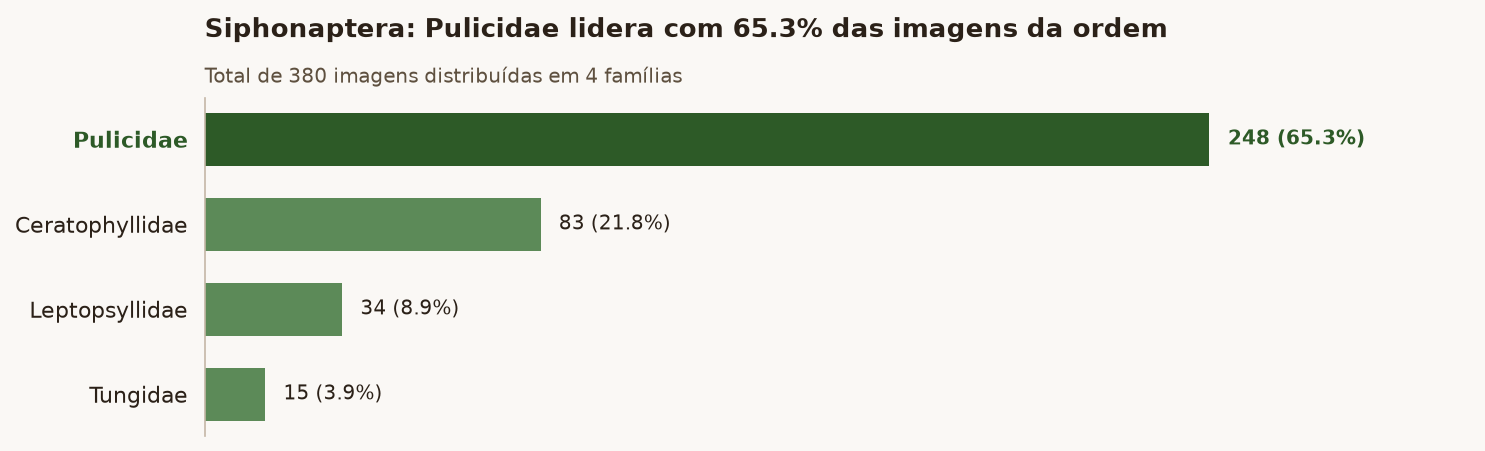 Siphonaptera: Pulicidae lidera com 65.3% das imagens da ordem
Total de 380 imagens distribuídas em 4 famílias
Pulicidae 248 (65.3%)
Ceratophyllidae 83 (21.8%)
Leptopsyllidae 34 (8.9%)
Tungidae 15 (3.9%)